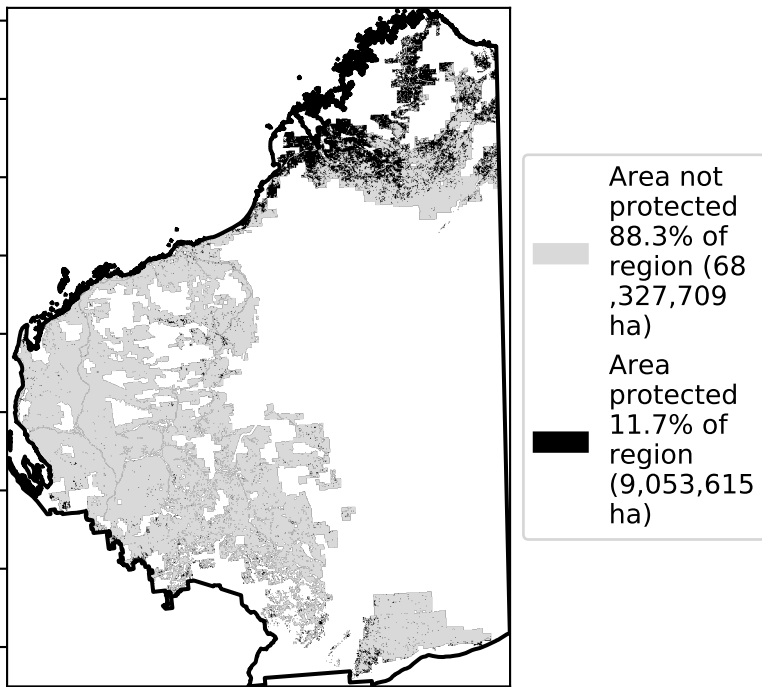 Area not
protected
88.3% of
region (68
,327,709
ha)
Area
protected
11.7% of
region
(9,053,615
ha)